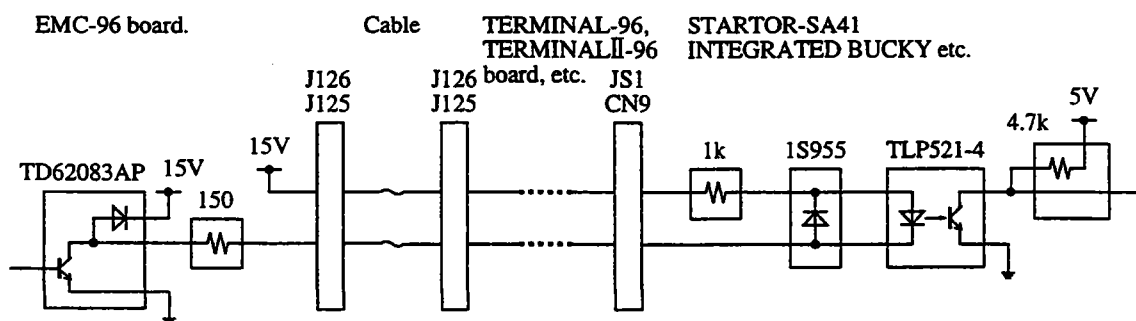 EMC-96 board.
Cable
TERMINAL-96,
TERMINALⅡ-96
board, etc.
STARTOR-SA41
INTEGRATED BUCKY etc.
J126
J125
J126
J125
JS1
CN9
5V
4.7k
TD62083AP
15V
150
15V
1k
1S955
TLP521-4